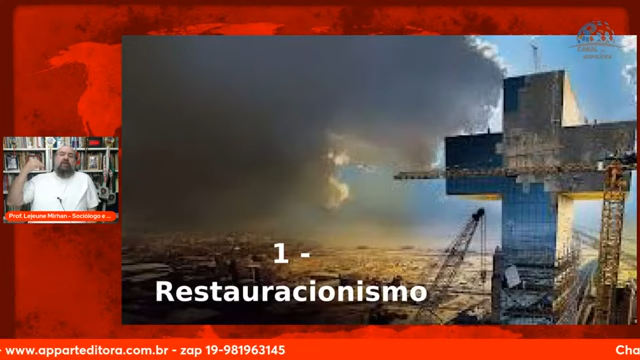 1 -
Restauracionismo
Prof. Lejeune Mirhan - Sociólogo e ...
- www.apparteditora.com.br - zap 19-981963145
Cha